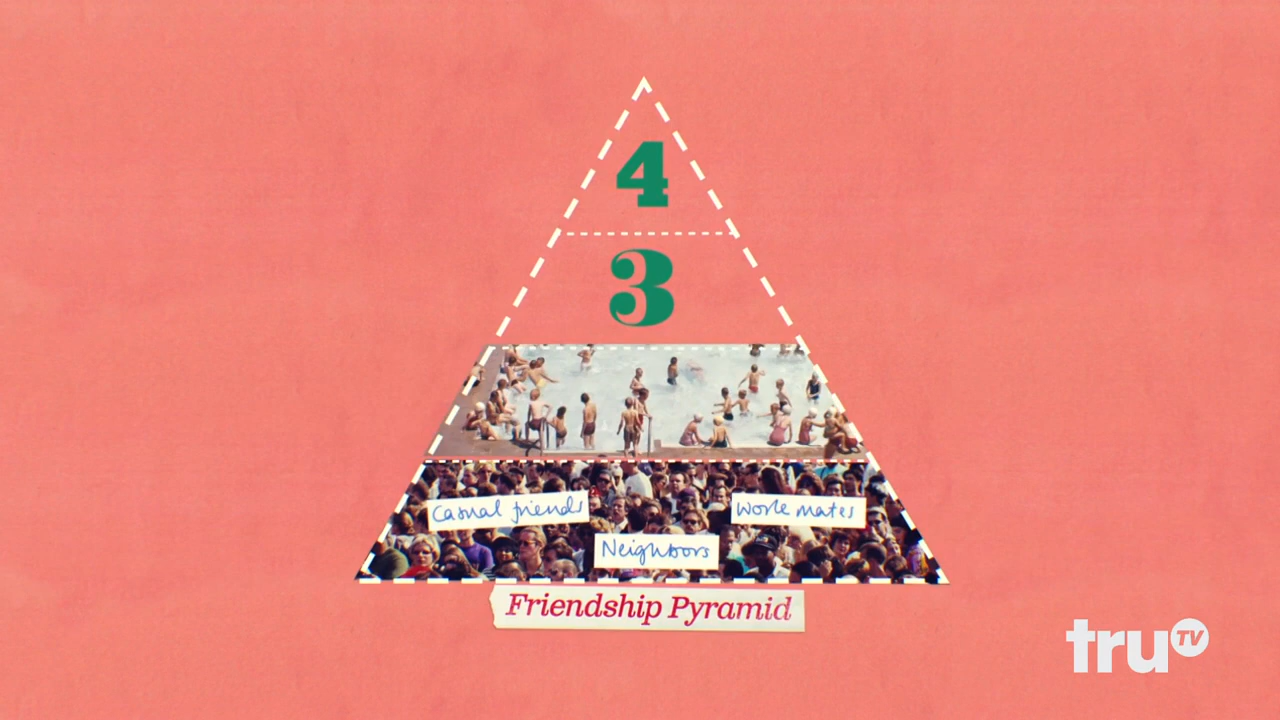 4
3
Casual friends
work mates
Neighbors
Friendship Pyramid
truTV